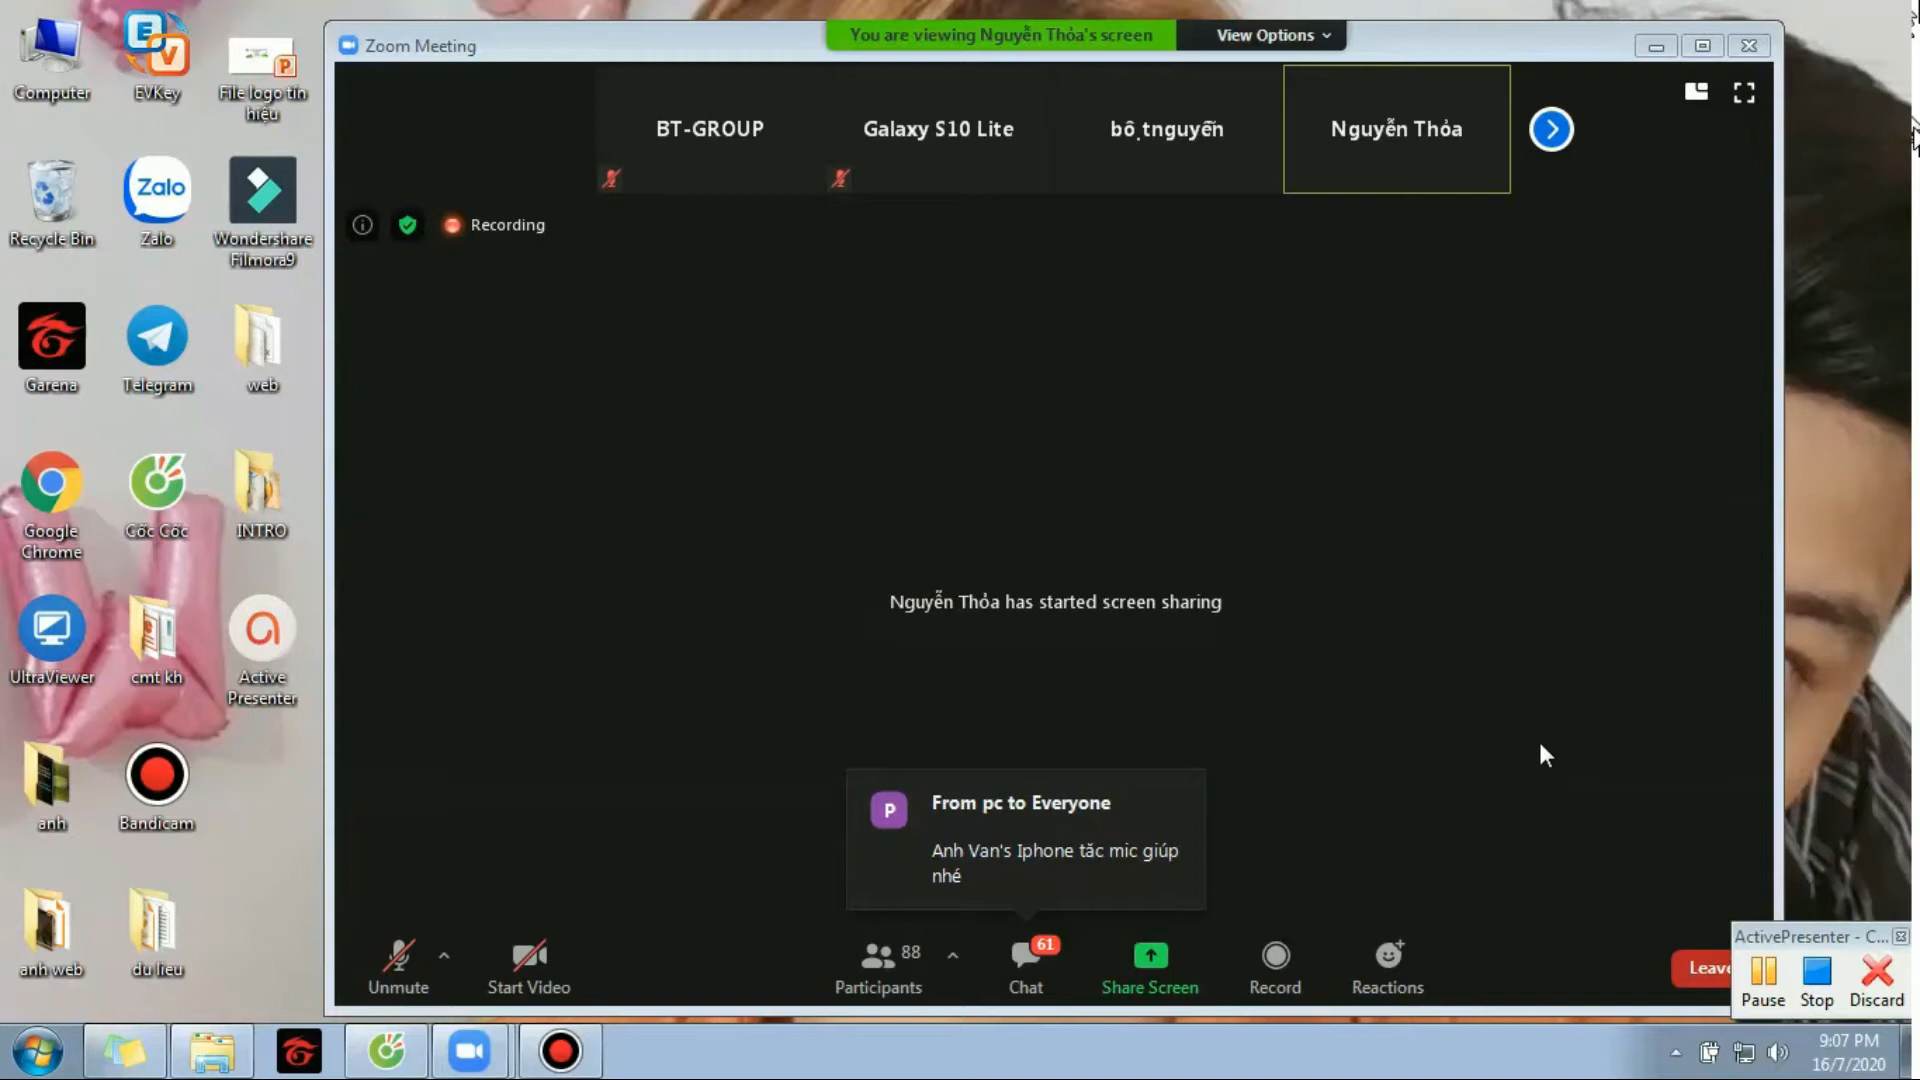 Computer
EVKey
File logo tín
hiệu
Recycle Bin
Zalo
Zalo
Wondershare
Filmora9
Garena
Telegram
web
Google
Chrome
Cốc Cốc
INTRO
UltraViewer
cmt kh
Active
Presenter
anh
Bandicam
anh web
du lieu
Zoom Meeting
You are viewing Nguyễn Thỏa's screen
View Options
BT-GROUP
Galaxy S10 Lite
bộ_tnguyễn
Nguyễn Thỏa
Recording
Nguyễn Thỏa has started screen sharing
P
From pc to Everyone
Anh Van's Iphone tắc mic giúp
nhé
Unmute
Start Video
88
Participants
61
Chat
Share Screen
Record
Reactions
Leave
ActivePresenter - C...
Pause
Stop
Discard
9:07 PM
16/7/2020